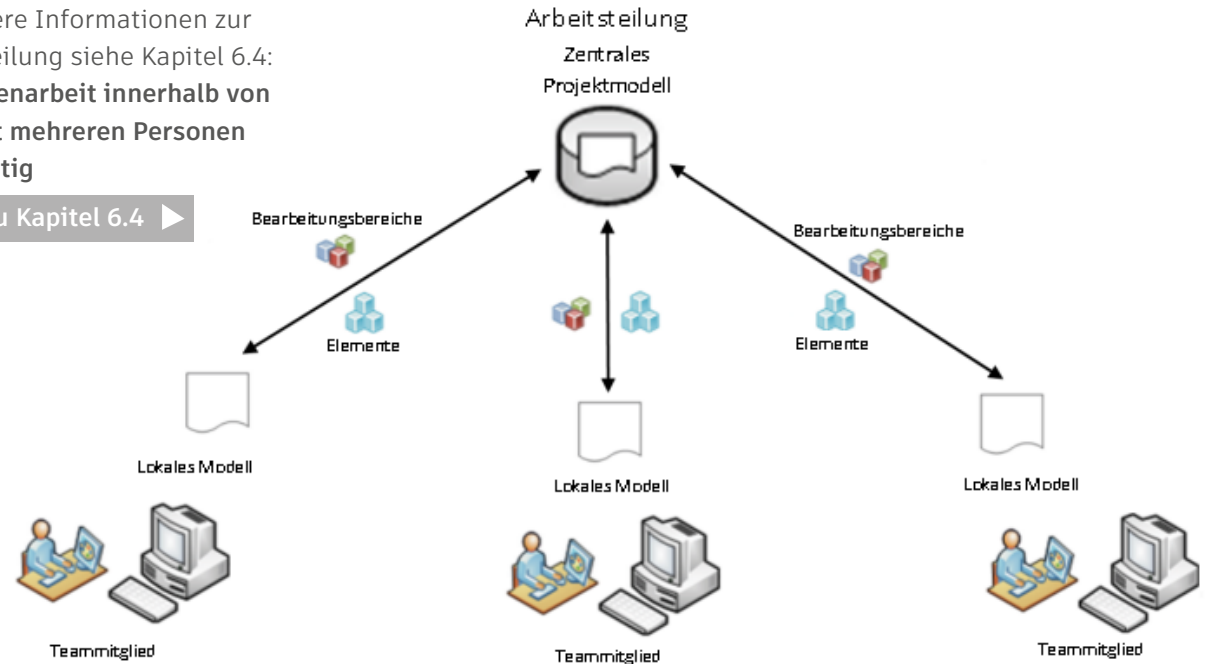 ere Informationen zur
eilung siehe Kapitel 6.4:
enarbeit innerhalb von
t mehreren Personen
tig
u Kapitel 6.4
Arbeitsteilung
Zentrales
Projektmodell
Bearbeitungsbereiche
Elemente
Bearbeitungsbereiche
Elemente
Lokales Modell
Lokales Modell
Lokales Modell
Teammitglied
Teammitglied
Teammitglied